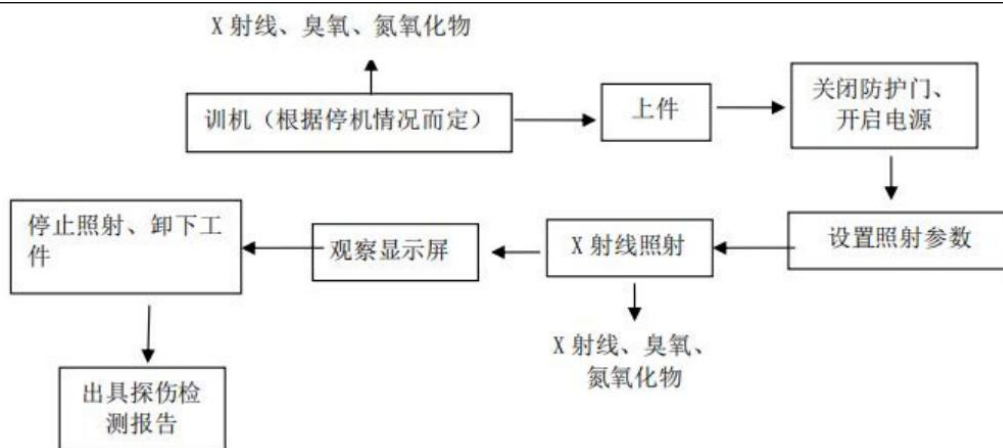 X 射线、臭氧、氮氧化物
训机（根据停机情况而定）
上件
关闭防护门、
开启电源
设置照射参数
X 射线照射
X 射线、臭氧、
氮氧化物
观察显示屏
停止照射、卸下工
件
出具探伤检
测报告